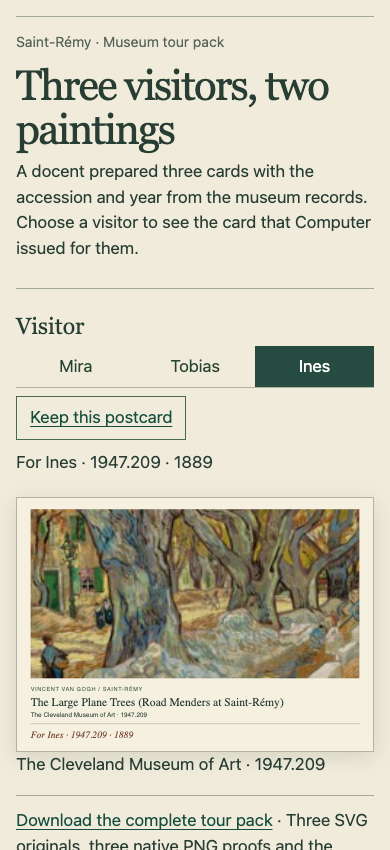 Saint-Rémy · Museum tour pack
Three visitors, two
paintings
A docent prepared three cards with the
accession and year from the museum records.
Choose a visitor to see the card that Computer
issued for them.
Visitor
Mira Tobias Ines
Keep this postcard
For Ines · 1947.209 · 1889
VINCENT VAN GOGH / SAINT-RÉMY
The Large Plane Trees (Road Menders at Saint-Rémy)
The Cleveland Museum of Art · 1947.209
For Ines · 1947.209 · 1889
The Cleveland Museum of Art · 1947.209
Download the complete tour pack · Three SVG
originals, three native PNG proofs and the